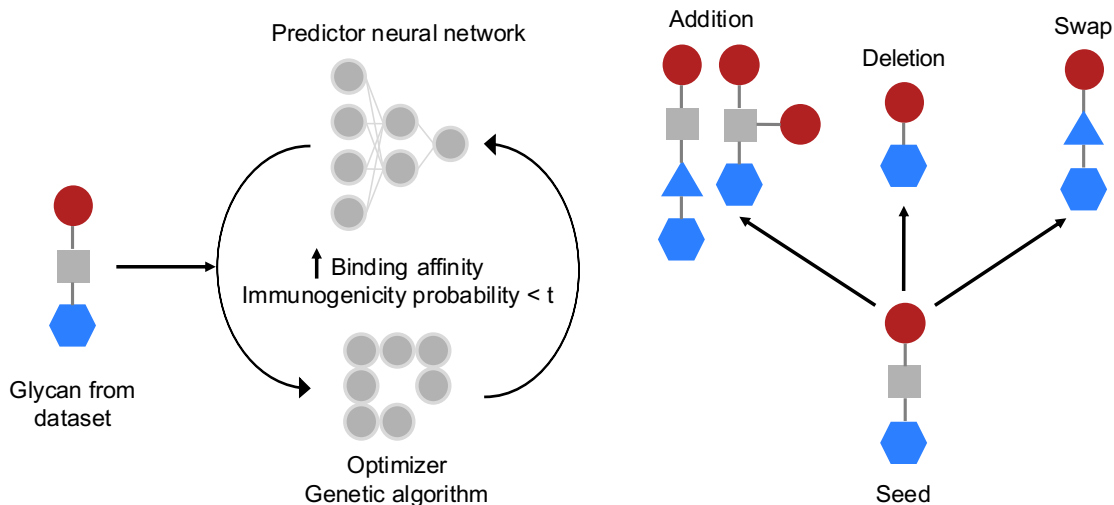 Predictor neural network
Binding affinity
Immunogenicity probability < t
Glycan from
dataset
Optimizer
Genetic algorithm
Addition
Deletion
Swap
Seed